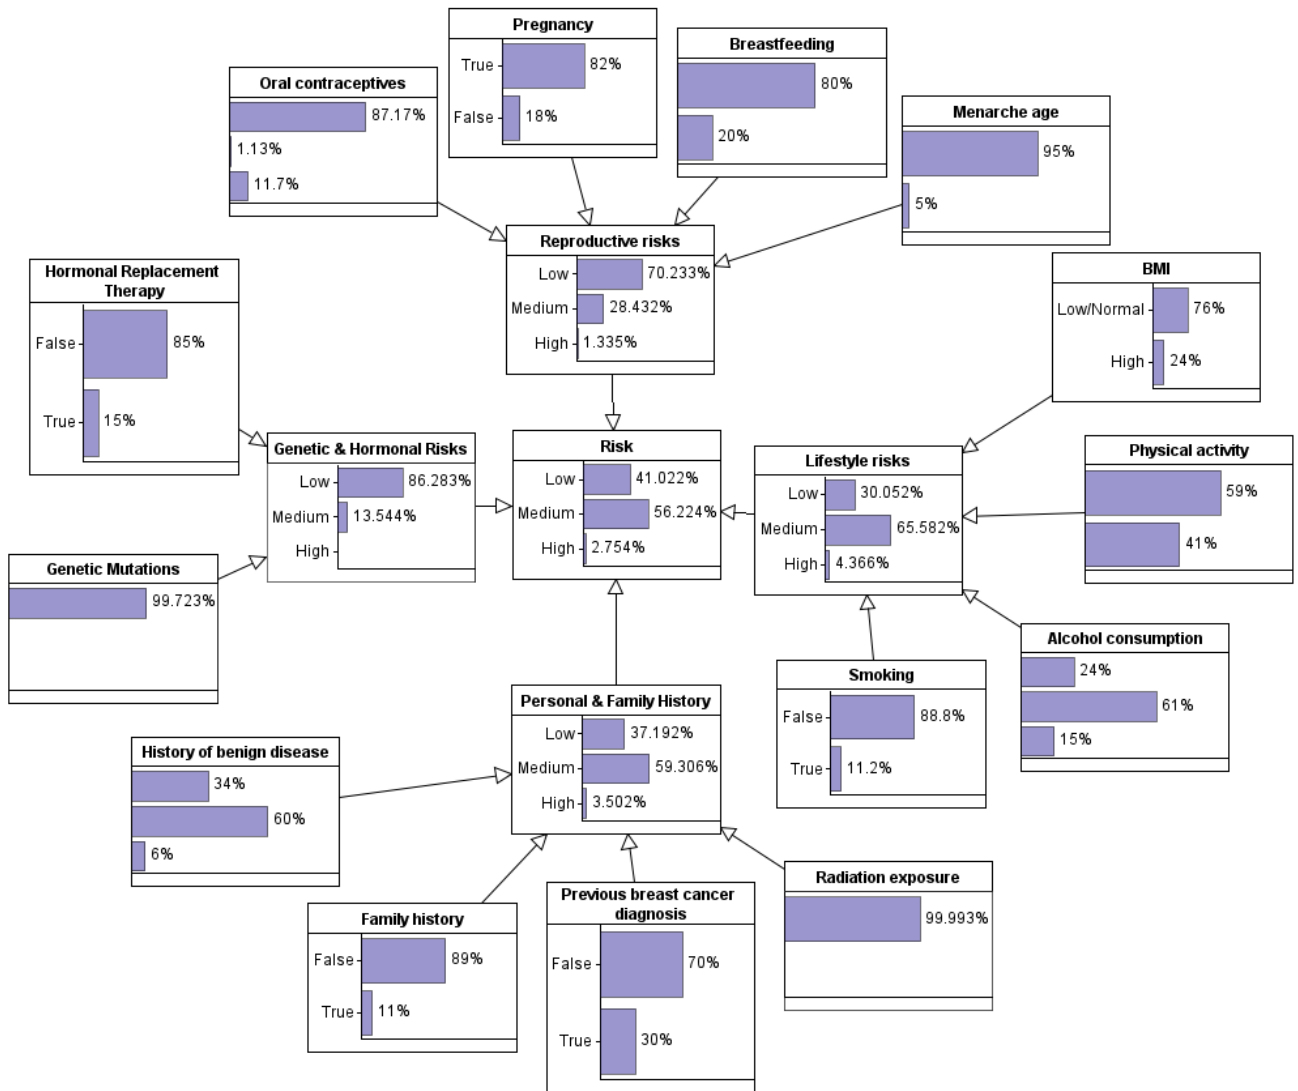 Pregnancy
True
82%
False
18%
Breastfeeding
80%
20%
Oral contraceptives
87.17%
1.13%
11.7%
Menarche age
95%
5%
Reproductive risks
Low
70.233%
Medium
28.432%
High
1.335%
Hormonal Replacement
Therapy
False
85%
True
15%
BMI
Low/Normal
76%
High
24%
Genetic & Hormonal Risks
Low
86.283%
Medium
13.544%
High
Risk
Low
41.022%
Medium
56.224%
High
2.754%
Lifestyle risks
Low
30.052%
Medium
65.582%
High
4.366%
Physical activity
59%
41%
Genetic Mutations
99.723%
Alcohol consumption
24%
61%
15%
Smoking
False
88.8%
True
11.2%
Personal & Family History
Low
37.192%
Medium
59.306%
High
3.502%
History of benign disease
34%
60%
6%
Family history
False
89%
True
11%
Previous breast cancer
diagnosis
False
70%
True
30%
Radiation exposure
99.993%